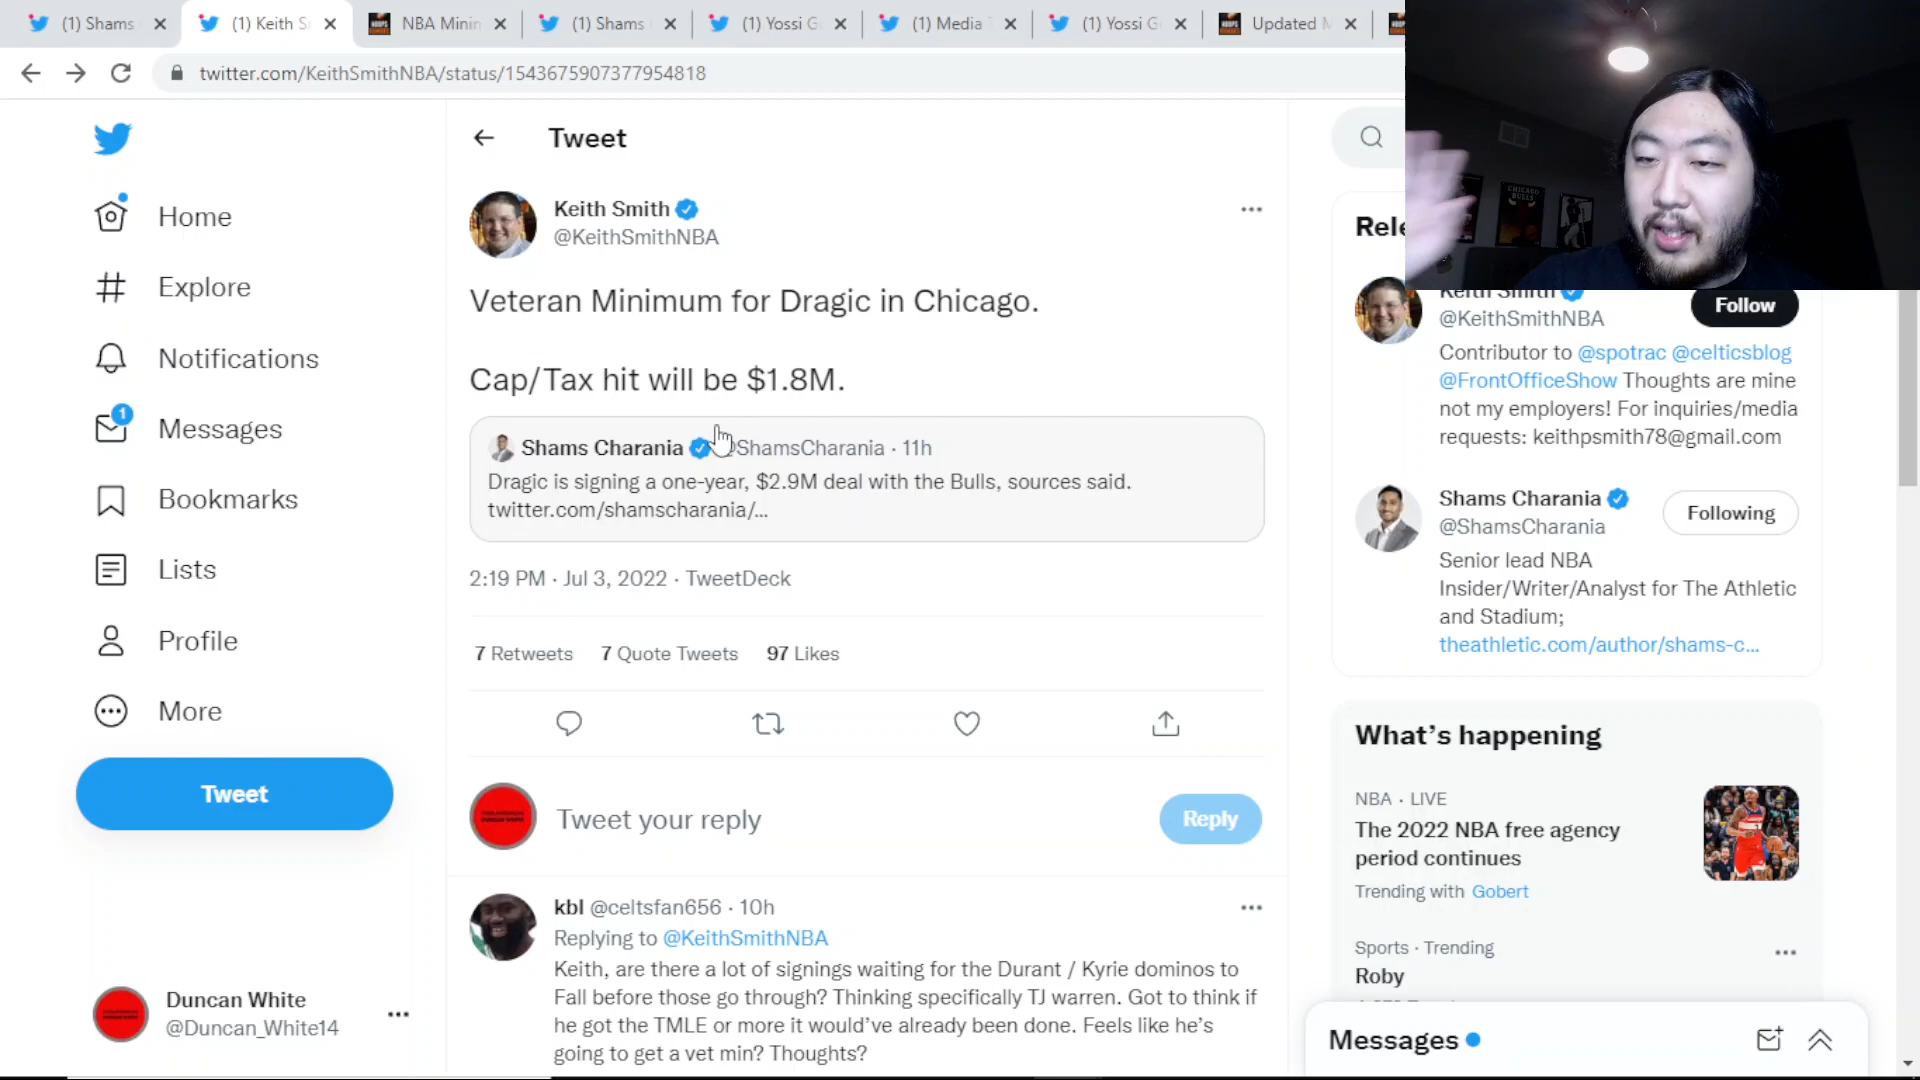 (1) Shams
(1) Keith S
NBA Minin
(1) Shams
(1) Yossi G
(1) Media
(1) Yossi G
Updated M
twitter.com/KeithSmithNBA/status/1543675907377954818
Home
Explore
Notifications
1
Messages
Bookmarks
Lists
Profile
More
Tweet
Duncan White
@Duncan_White14
Tweet
Keith Smith
@KeithSmithNBA
Veteran Minimum for Dragic in Chicago.
Cap/Tax hit will be $1.8M.
Shams Charania @ShamsCharania · 11h
Dragic is signing a one-year, $2.9M deal with the Bulls, sources said.
twitter.com/shamscharania/...
2:19 PM · Jul 3, 2022 · TweetDeck
7 Retweets 7 Quote Tweets 97 Likes
Tweet your reply
Reply
kbl @celtsfan656 · 10h
Replying to @KeithSmithNBA
Keith, are there a lot of signings waiting for the Durant / Kyrie dominos to
Fall before those go through? Thinking specifically TJ warren. Got to think if
he got the TMLE or more it would've already been done. Feels like he's
going to get a vet min? Thoughts?
CHICAGO
BULLS
Rele
Keith Smith
@KeithSmithNBA
Follow
Contributor to @spotrac @celticsblog
@FrontOfficeShow Thoughts are mine
not my employers! For inquiries/media
requests: keithpsmith78@gmail.com
Shams Charania
@ShamsCharania
Following
Senior lead NBA
Insider/Writer/Analyst for The Athletic
and Stadium;
theathletic.com/author/shams-c...
What's happening
NBA · LIVE
The 2022 NBA free agency
period continues
Trending with Gobert
Sports · Trending
Roby
Messages